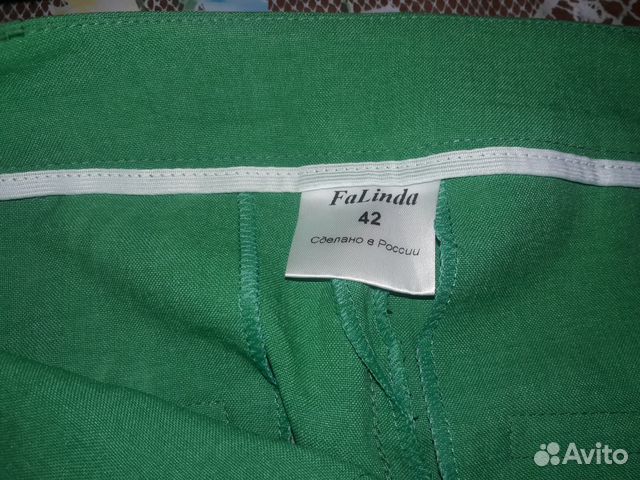 FaLinda
42
Сделано в России
Avito